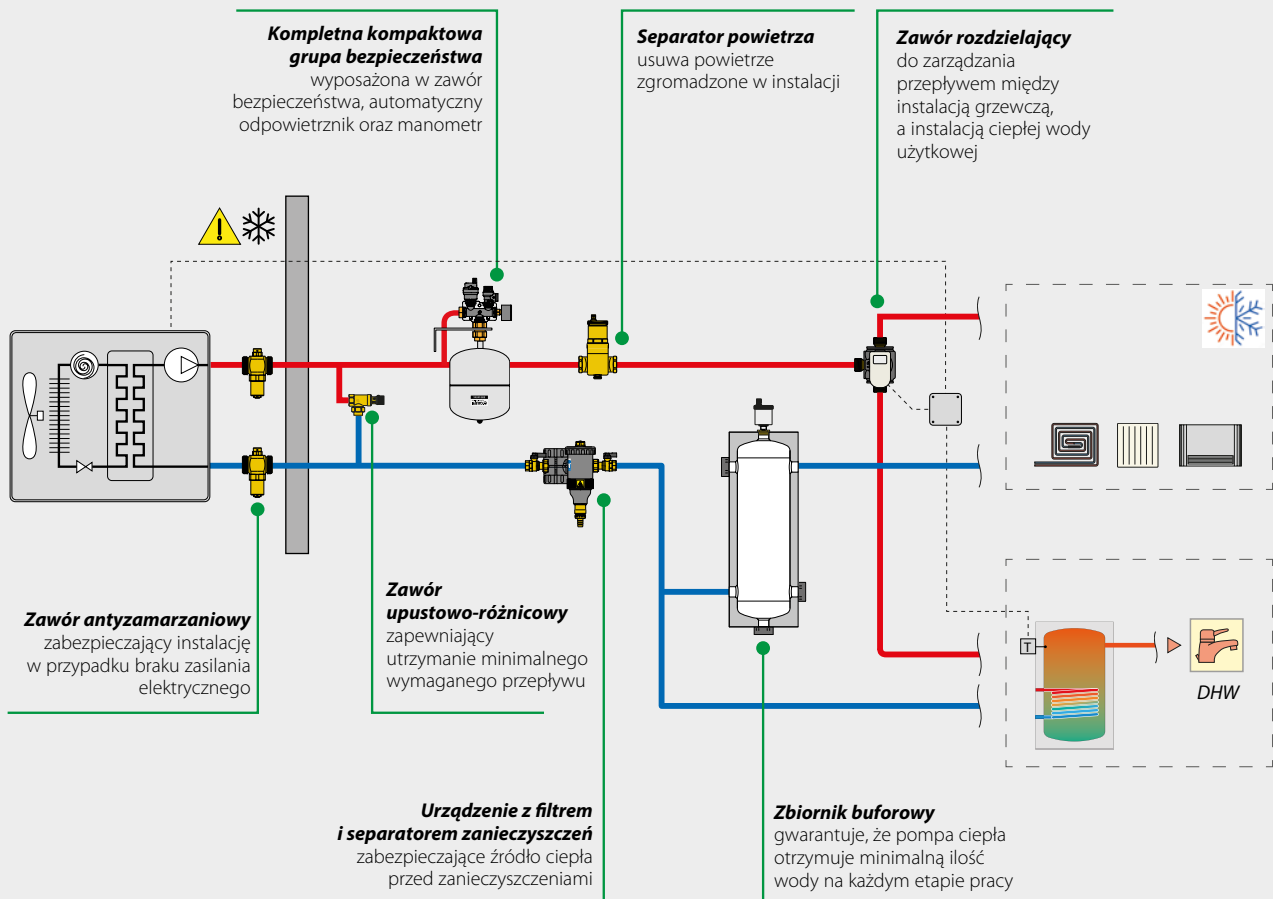 Kompletna kompaktowa
grupa bezpieczeństwa
wyposażona w zawór
bezpieczeństwa, automatyczny
odpowietrznik oraz manometr
Separator powietrza
usuwa powietrze
zgromadzone w instalacji
Zawór rozdzielający
do zarządzania
przepływem między
instalacją grzewczą,
a instalacją ciepłej wody
użytkowej
Zawór antyzamarzaniowy
zabezpieczający instalację
w przypadku braku zasilania
elektrycznego
Zawór
upustowo-różnicowy
zapewniający
utrzymanie minimalnego
wymaganego przepływu
T
DHW
Urządzenie z filtrem
i separatorem zanieczyszczeń
zabezpieczające źródło ciepła
przed zanieczyszczeniami
Zbiornik buforowy
gwarantuje, że pompa ciepła
otrzymuje minimalną ilość
wody na każdym etapie pracy